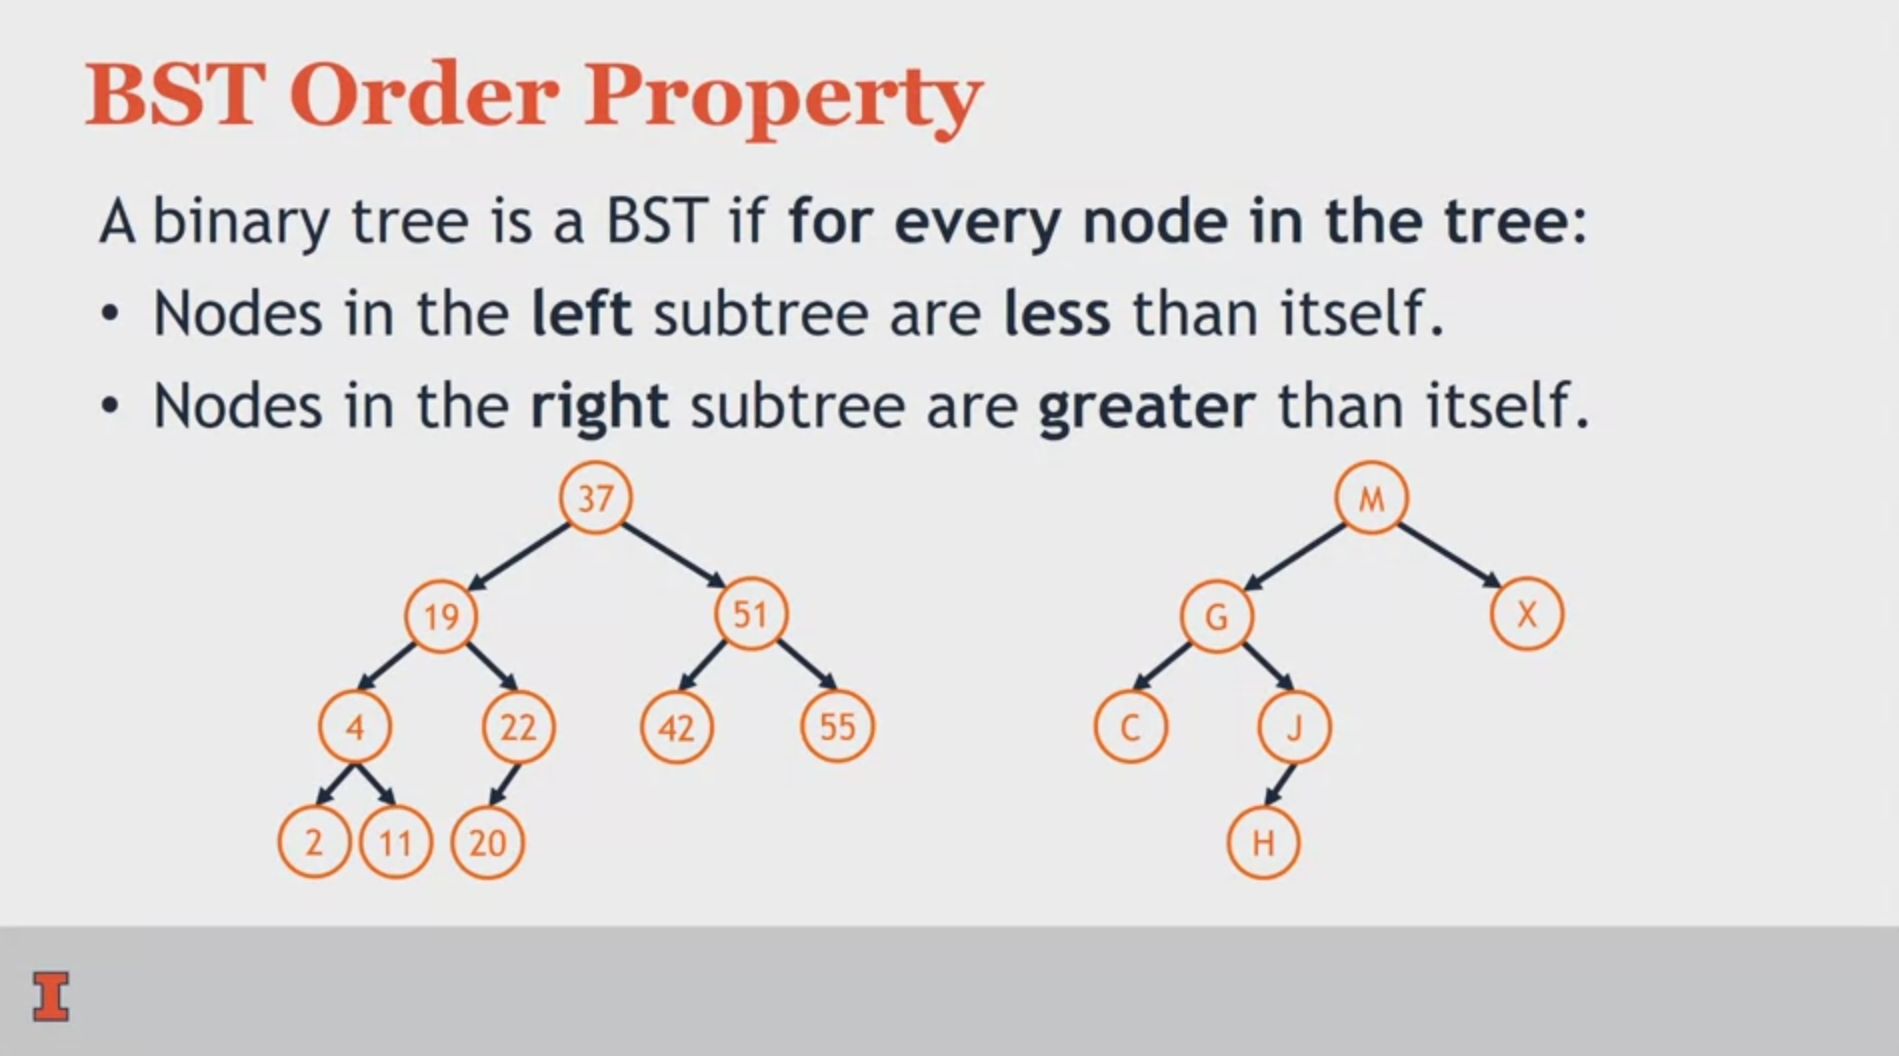 BST Order Property
A binary tree is a BST if for every node in the tree:
• Nodes in the left subtree are less than itself.
• Nodes in the right subtree are greater than itself.
37
M
19
51
G
X
4
22
42
55
C
J
2
11
20
H
I